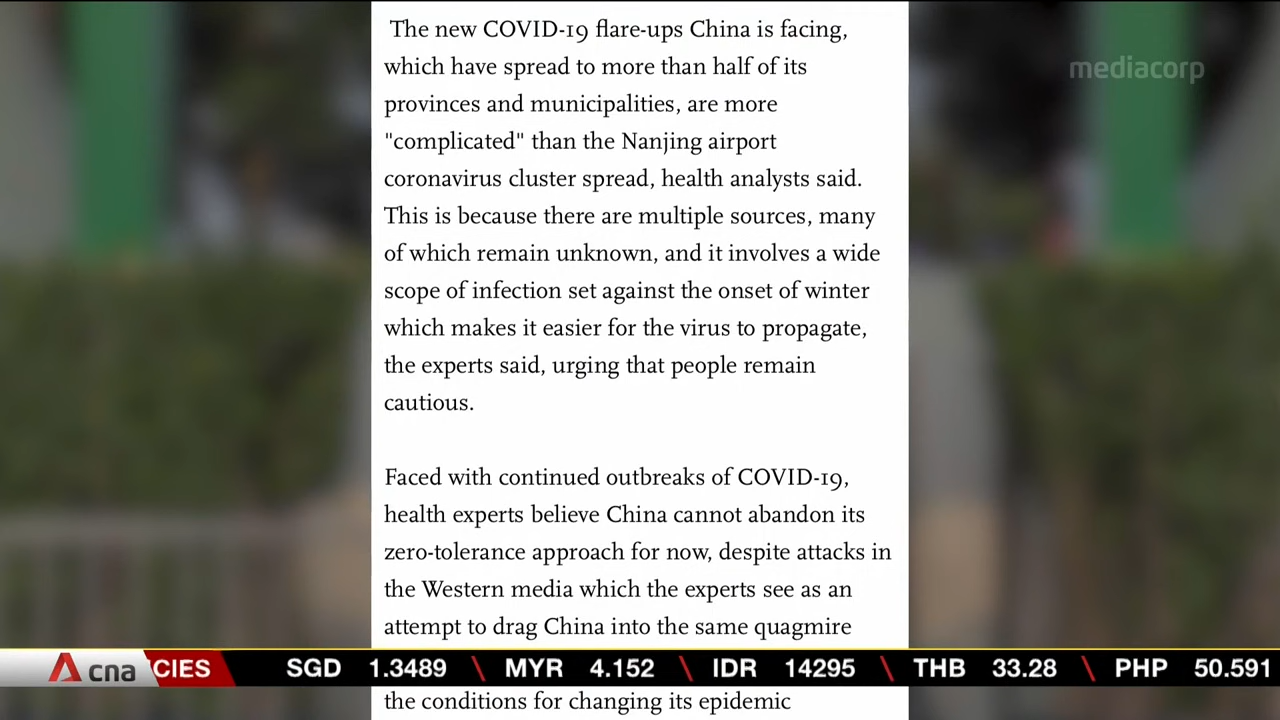 The new COVID-19 flare-ups China is facing,
which have spread to more than half of its
provinces and municipalities, are more
"complicated" than the Nanjing airport
coronavirus cluster spread, health analysts said.
This is because there are multiple sources, many
of which remain unknown, and it involves a wide
scope of infection set against the onset of winter
which makes it easier for the virus to propagate,
the experts said, urging that people remain
cautious.
Faced with continued outbreaks of COVID-19,
health experts believe China cannot abandon its
zero-tolerance approach for now, despite attacks in
the Western media which the experts see as an
attempt to drag China into the same quagmire
the conditions for changing its epidemic
mediacorp
cna
CIES SGD 1.3489 MYR 4.152 IDR 14295 THB 33.28 PHP 50.591